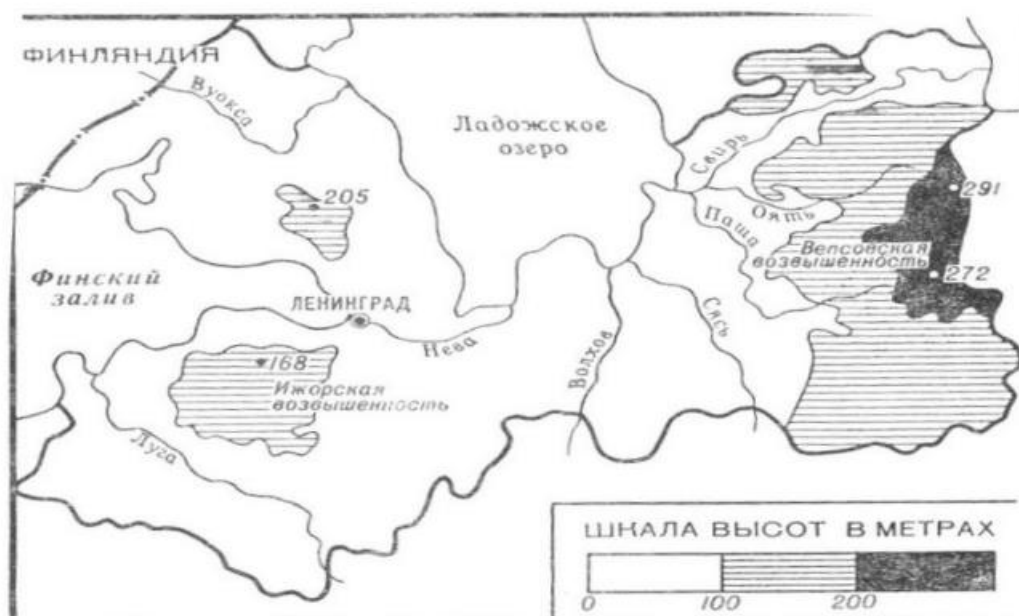 ФИНЛЯНДИЯ
Вуокса
Ладожское
озеро
Свирь
205
Оять
291
Паша
Вепсовская
возвышенность
272
Финский
залив
ЛЕНИНГРАД
Нева
Сясь
Волхов
168
Ижорская
возвышенность
Луга
ШКАЛА ВЫСОТ В МЕТРАХ
0 100 200